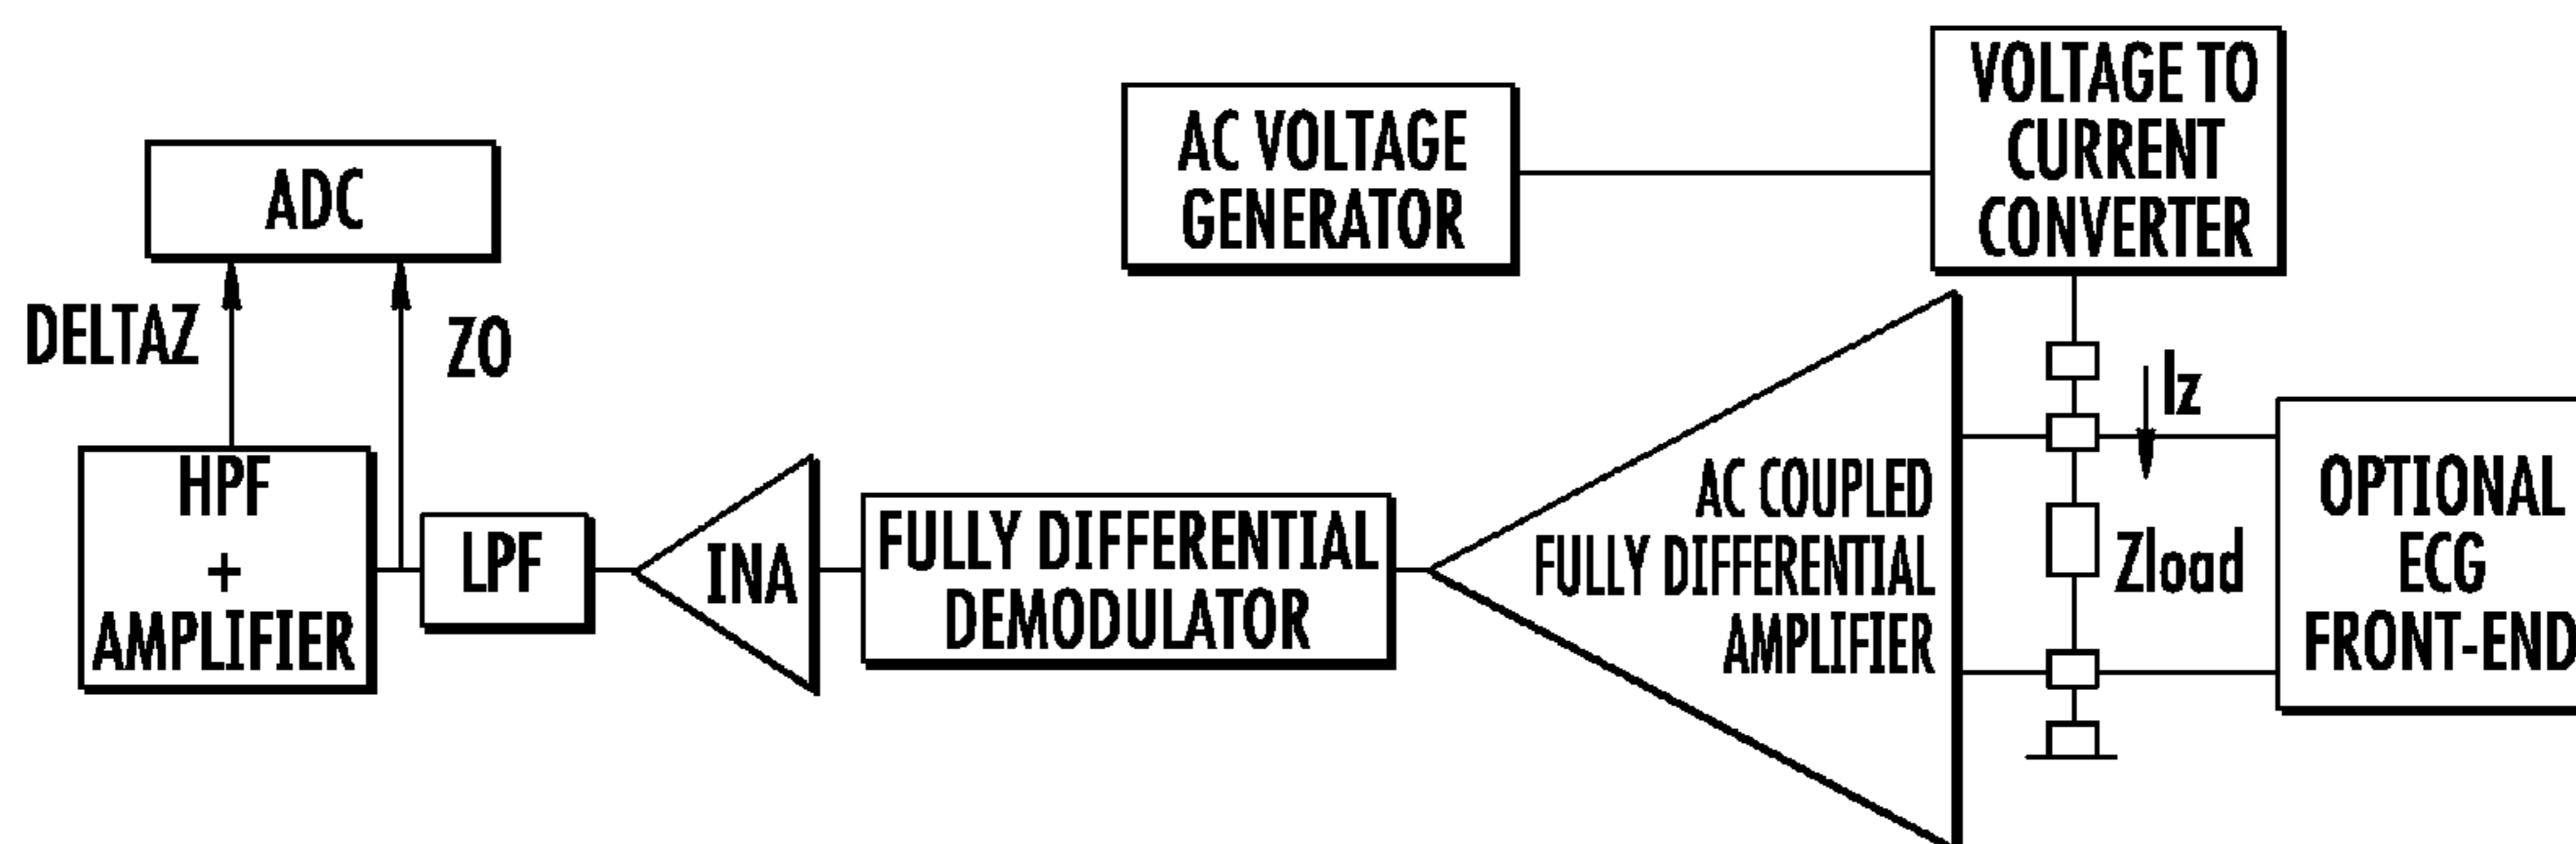 VOLTAGE TO
CURRENT
CONVERTER
AC VOLTAGE
GENERATOR
ADC
DELTAZ
ZO
Iz
HPF
+
AMPLIFIER
LPF
INA
FULLY DIFFERENTIAL
DEMODULATOR
AC COUPLED
FULLY DIFFERENTIAL
AMPLIFIER
Zload
OPTIONAL
ECG
FRONT-END